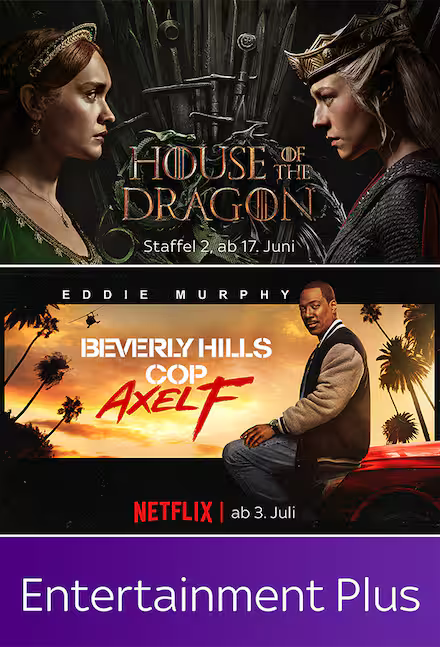 HOUSE OF THE
DRAGON
Staffel 2, ab 17. Juni
EDDIE MURPHY
BEVERLY HILLS
COP
AXEL F
NETFLIX | ab 3. Juli
Entertainment Plus